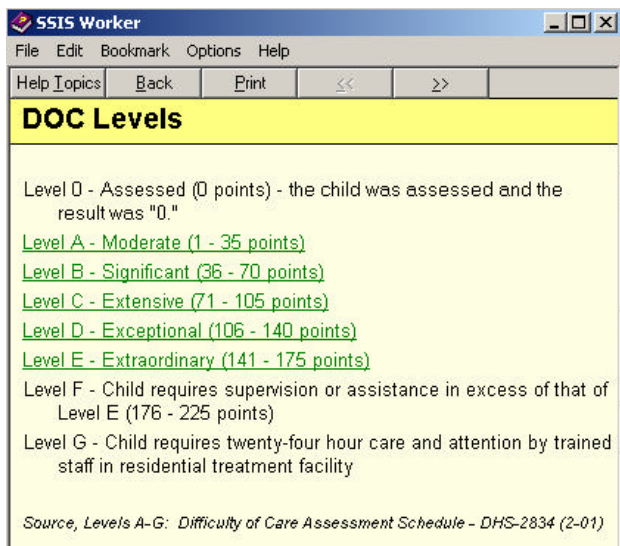 SSIS Worker
File Edit Bookmark Options Help
Help Topics Back Print << >>
DOC Levels
Level 0 - Assessed (0 points) - the child was assessed and the
result was "0."
Level A - Moderate (1 - 35 points)
Level B - Significant (36 - 70 points)
Level C - Extensive (71 - 105 points)
Level D - Exceptional (106 - 140 points)
Level E - Extraordinary (141 - 175 points)
Level F - Child requires supervision or assistance in excess of that of
Level E (176 - 225 points)
Level G - Child requires twenty-four hour care and attention by trained
staff in residential treatment facility
Source, Levels A-G: Difficulty of Care Assessment Schedule - DHS-2834 (2-01)